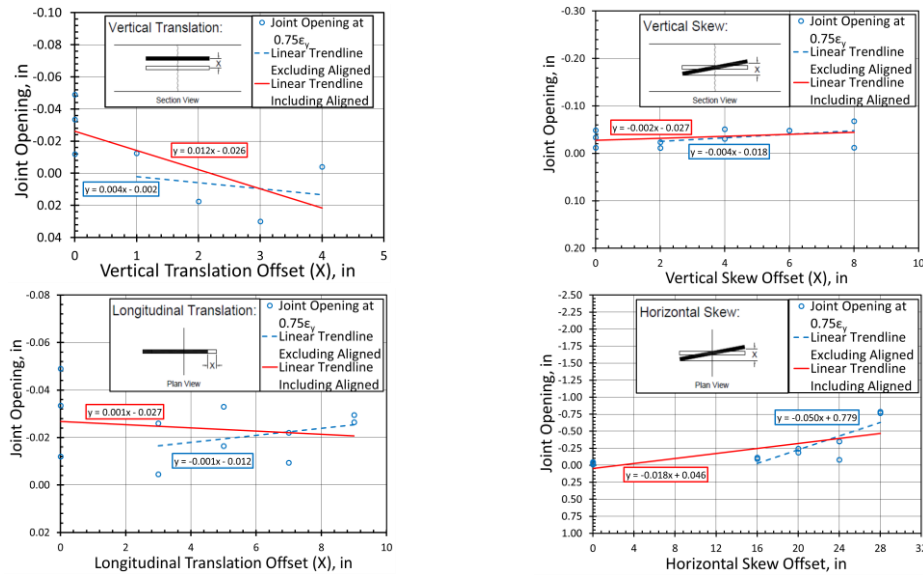 -0.10
-0.08
-0.06
-0.04
-0.02
0.00
0.02
0.04
Joint Opening, in
Vertical Translation:
Section View
X
Joint Opening at
0.75εy
Linear Trendline
Excluding Aligned
Linear Trendline
Including Aligned
y = 0.012x - 0.026
y = 0.004x - 0.002
0 1 2 3 4 5
Vertical Translation Offset (X), in
-0.30
-0.20
-0.10
0.00
0.10
0.20
Joint Opening, in
Vertical Skew:
Section View
X
Joint Opening at
0.75εy
Linear Trendline
Excluding Aligned
Linear Trendline
Including Aligned
y = -0.002x - 0.027
y = -0.004x - 0.018
0 2 4 6 8 10
Vertical Skew Offset (X), in
-0.08
-0.06
-0.04
-0.02
0.00
0.02
Joint Opening, in
Longitudinal Translation:
X
Plan View
Joint Opening at
0.75εy
Linear Trendline
Excluding Aligned
Linear Trendline
Including Aligned
y = 0.001x - 0.027
y = -0.001x - 0.012
0 2 4 6 8 10
Longitudinal Translation Offset (X), in
-2.50
-2.25
-2.00
-1.75
-1.50
-1.25
-1.00
-0.75
-0.50
-0.25
0.00
0.25
0.50
0.75
1.00
Joint Opening, in
Horizontal Skew:
X
Plan View
Joint Opening at
0.75εy
Linear Trendline
Excluding Aligned
Linear Trendline
Including Aligned
y = -0.050x + 0.779
y = -0.018x + 0.046
0 4 8 12 16 20 24 28 32
Horizontal Skew Offset, in